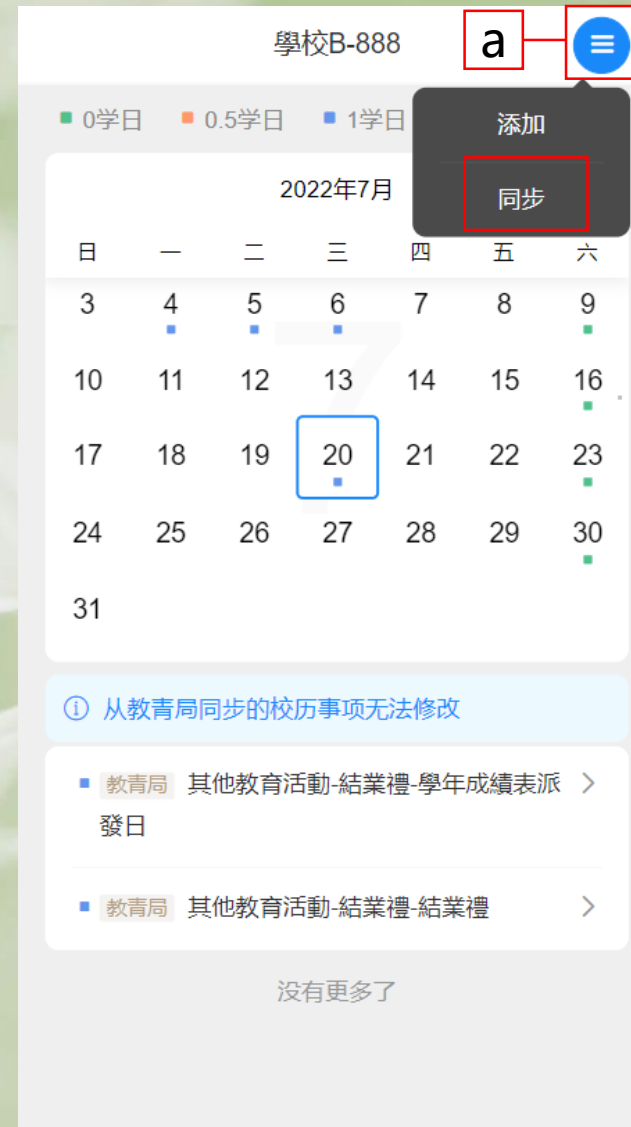 學校B-888
a
0学日 0.5学日 1学日
添加
同步
2022年7月
日 一 二 三 四 五 六
7
3 4 5 6 7 8 9
10 11 12 13 14 15 16
17 18 19 20 21 22 23
24 25 26 27 28 29 30
31
从教青局同步的校历事项无法修改
教青局 其他教育活動-結業禮-學年成績表派
發日
教青局 其他教育活動-結業禮-結業禮
没有更多了